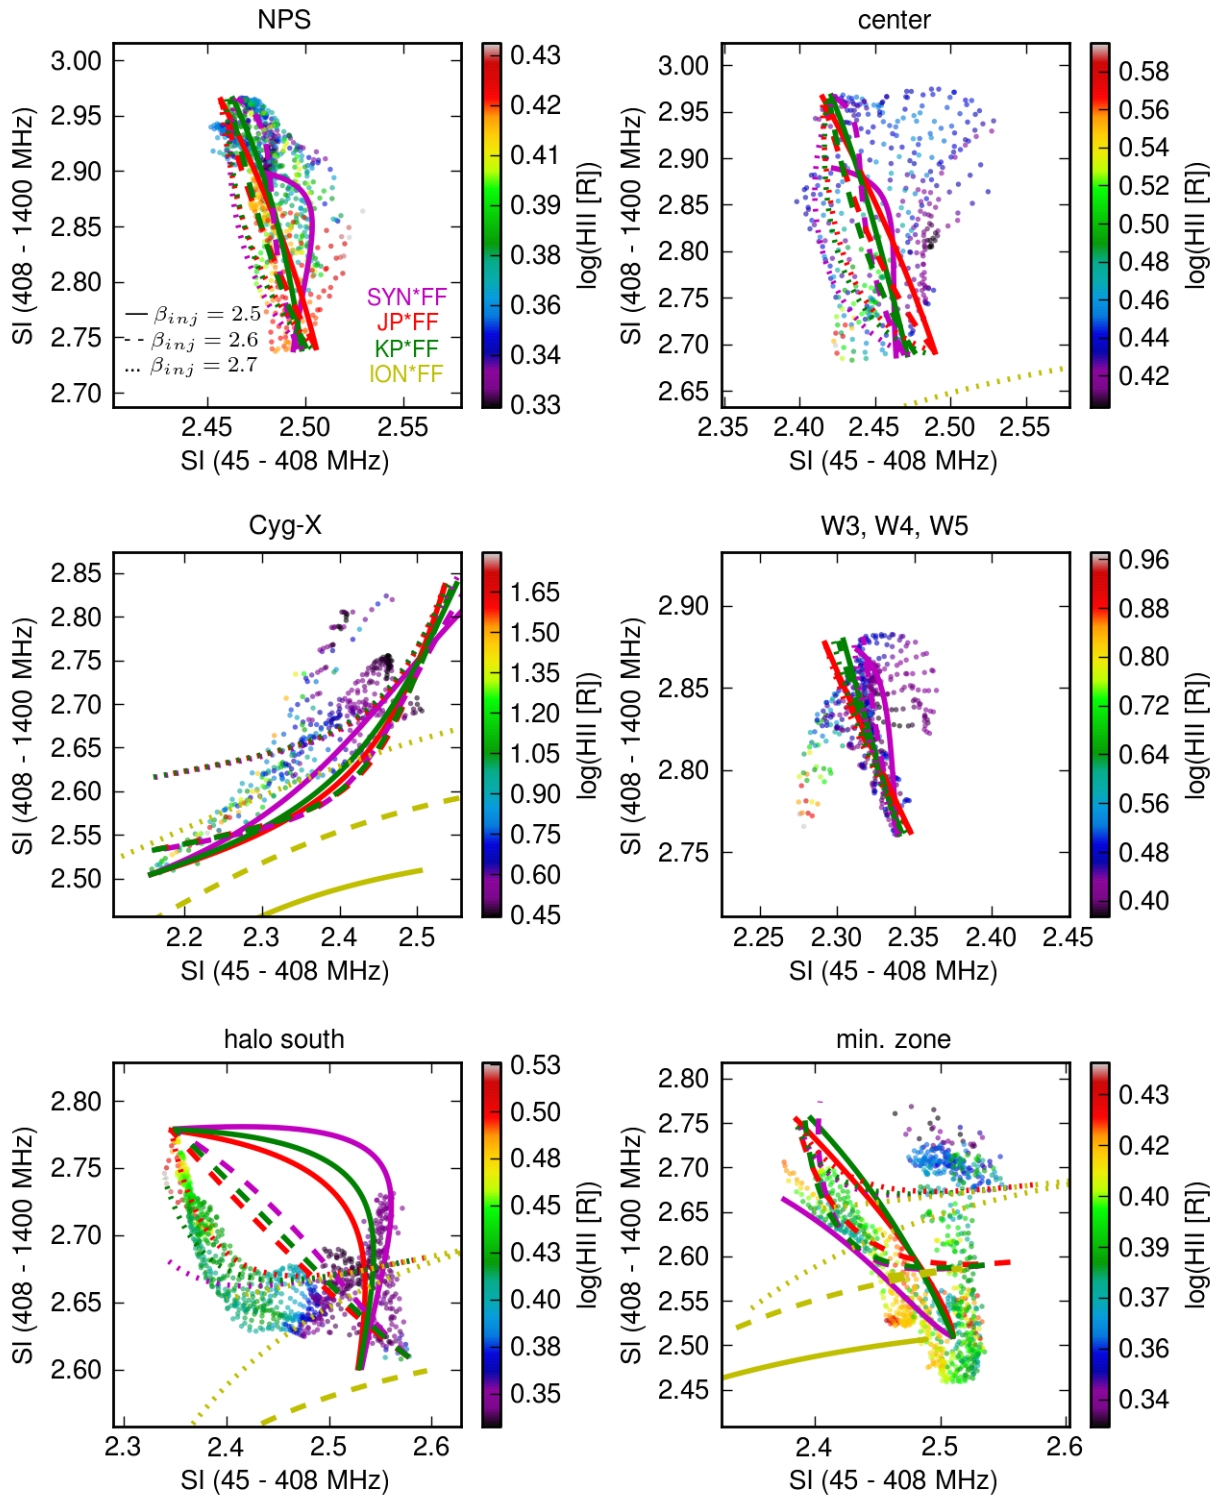 NPS
3.00
2.95
2.90
2.85
2.80
2.75
2.70
SI (408 - 1400 MHz)
2.45 2.50 2.55
SI (45 - 408 MHz)
SYN*FF
JP*FF
KP*FF
ION*FF
— β_inj = 2.5
-- β_inj = 2.6
... β_inj = 2.7
0.43
0.42
0.41
0.39
0.38
0.36
0.35
0.34
0.33
log(HII [R])
center
3.00
2.95
2.90
2.85
2.80
2.75
2.70
2.65
SI (408 - 1400 MHz)
2.35 2.40 2.45 2.50 2.55
SI (45 - 408 MHz)
0.58
0.56
0.54
0.52
0.50
0.48
0.47
0.45
0.43
0.42
log(HII [R])
Cyg-X
2.85
2.80
2.75
2.70
2.65
2.60
2.55
2.50
SI (408 - 1400 MHz)
2.2 2.3 2.4 2.5
SI (45 - 408 MHz)
1.65
1.50
1.35
1.20
1.05
0.90
0.75
0.60
0.45
log(HII [R])
W3, W4, W5
2.90
2.85
2.80
2.75
SI (408 - 1400 MHz)
2.25 2.30 2.35 2.40 2.45
SI (45 - 408 MHz)
0.96
0.88
0.80
0.72
0.64
0.56
0.48
0.40
log(HII [R])
halo south
2.80
2.75
2.70
2.65
2.60
SI (408 - 1400 MHz)
2.3 2.4 2.5 2.6
SI (45 - 408 MHz)
0.53
0.50
0.48
0.45
0.43
0.40
0.38
0.35
log(HII [R])
min. zone
2.80
2.75
2.70
2.65
2.60
2.55
2.50
2.45
SI (408 - 1400 MHz)
2.4 2.5 2.6
SI (45 - 408 MHz)
0.43
0.42
0.40
0.39
0.37
0.36
0.34
log(HII [R])